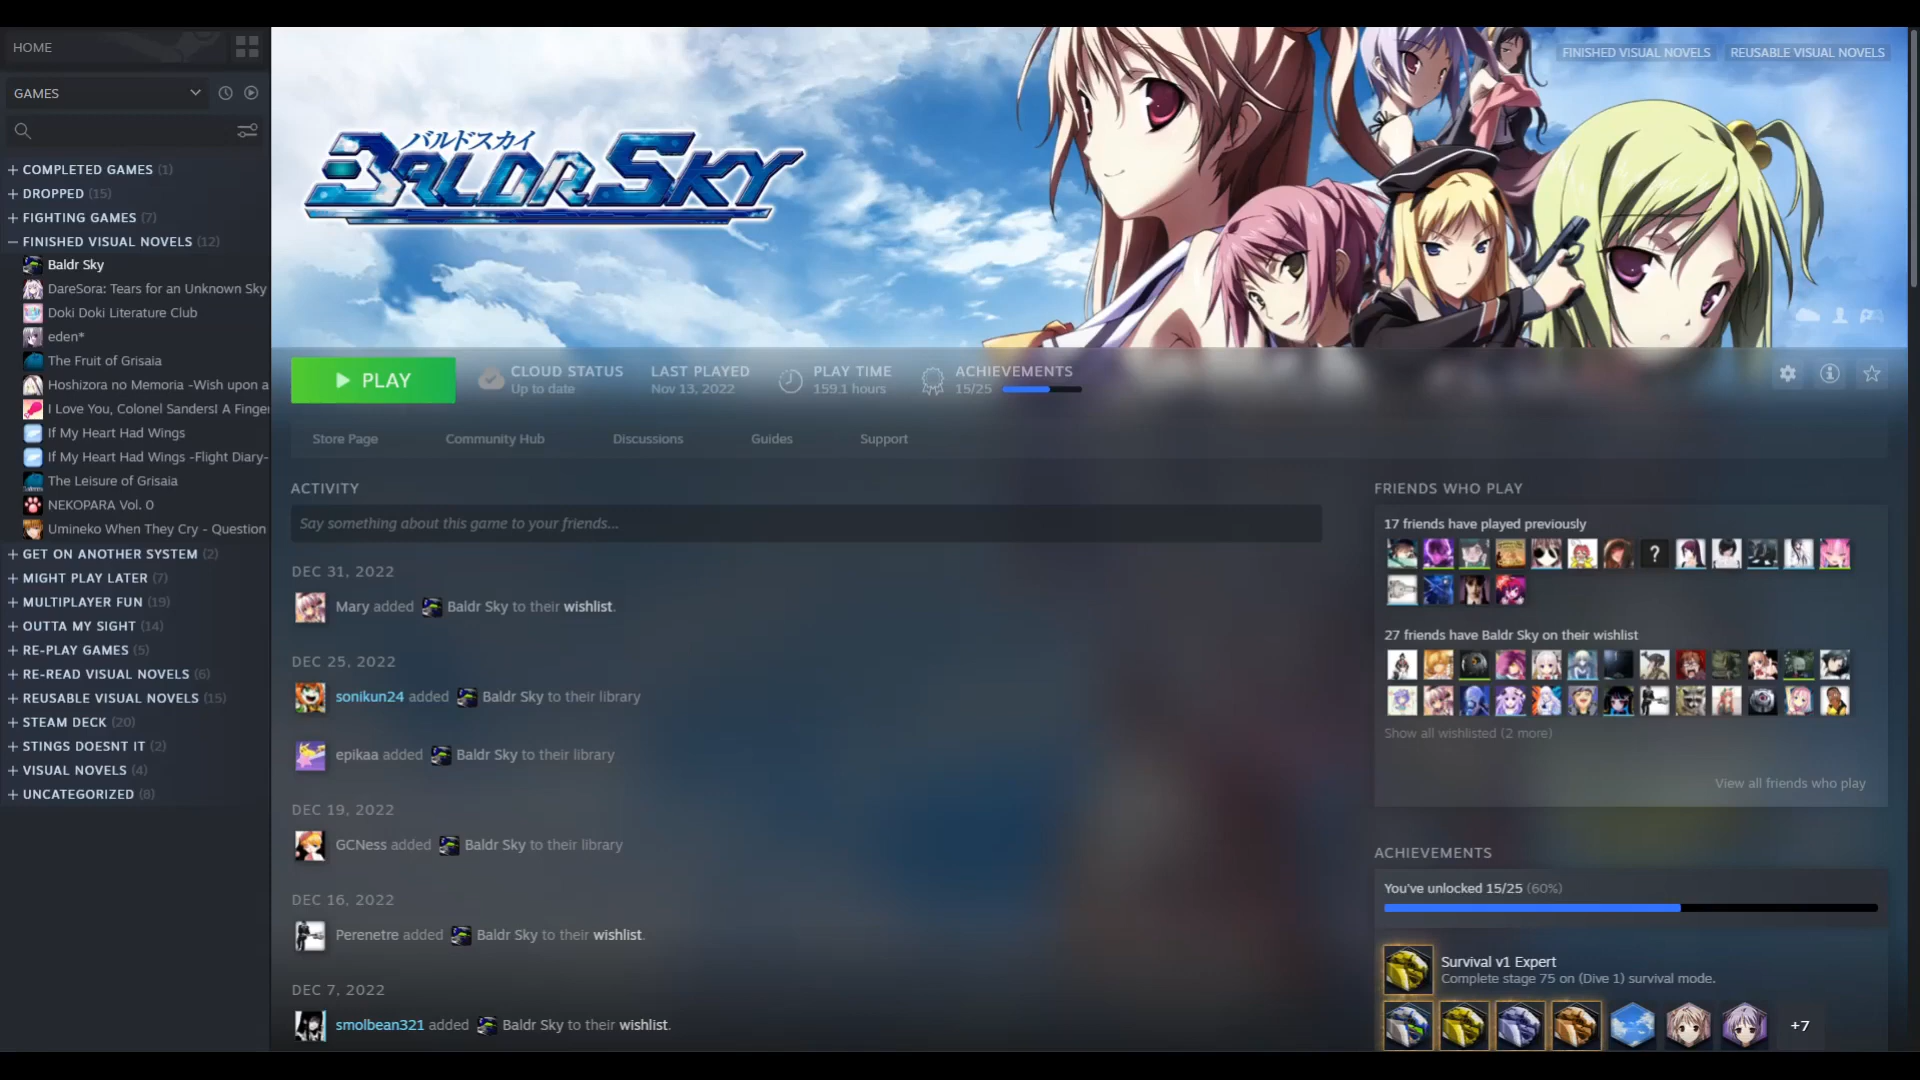 HOME
GAMES
COMPLETED GAMES (1)
DROPPED (15)
FIGHTING GAMES (7)
FINISHED VISUAL NOVELS (12)
Baldr Sky
DareSora: Tears for an Unknown Sky
Doki Doki Literature Club
eden*
The Fruit of Grisaia
Hoshizora no Memoria -Wish upon a
I Love You, Colonel Sanders! A Finger
If My Heart Had Wings
If My Heart Had Wings -Flight Diary-
The Leisure of Grisaia
NEKOPARA Vol. 0
Umineko When They Cry - Question
GET ON ANOTHER SYSTEM (2)
MIGHT PLAY LATER (7)
MULTIPLAYER FUN (19)
OUTTA MY SIGHT (14)
RE-PLAY GAMES (5)
RE-READ VISUAL NOVELS (6)
REUSABLE VISUAL NOVELS (15)
STEAM DECK (20)
STINGS DOESNT IT (2)
VISUAL NOVELS (4)
UNCATEGORIZED (8)
FINISHED VISUAL NOVELS REUSABLE VISUAL NOVELS
バルドスカイ
BALDR SKY
PLAY
CLOUD STATUS
Up to date
LAST PLAYED
Nov 13, 2022
PLAY TIME
159.1 hours
ACHIEVEMENTS
15/25
Store Page Community Hub Discussions Guides Support
ACTIVITY
Say something about this game to your friends...
DEC 31, 2022
Mary added Baldr Sky to their wishlist.
DEC 25, 2022
sonikun24 added Baldr Sky to their library
epikaa added Baldr Sky to their library
DEC 19, 2022
GCNess added Baldr Sky to their library
DEC 16, 2022
Perenetre added Baldr Sky to their wishlist.
DEC 7, 2022
smolbean321 added Baldr Sky to their wishlist.
FRIENDS WHO PLAY
17 friends have played previously
?
27 friends have Baldr Sky on their wishlist
Show all wishlisted (2 more)
View all friends who play
ACHIEVEMENTS
You've unlocked 15/25 (60%)
Survival v1 Expert
Complete stage 75 on (Dive 1) survival mode.
+7